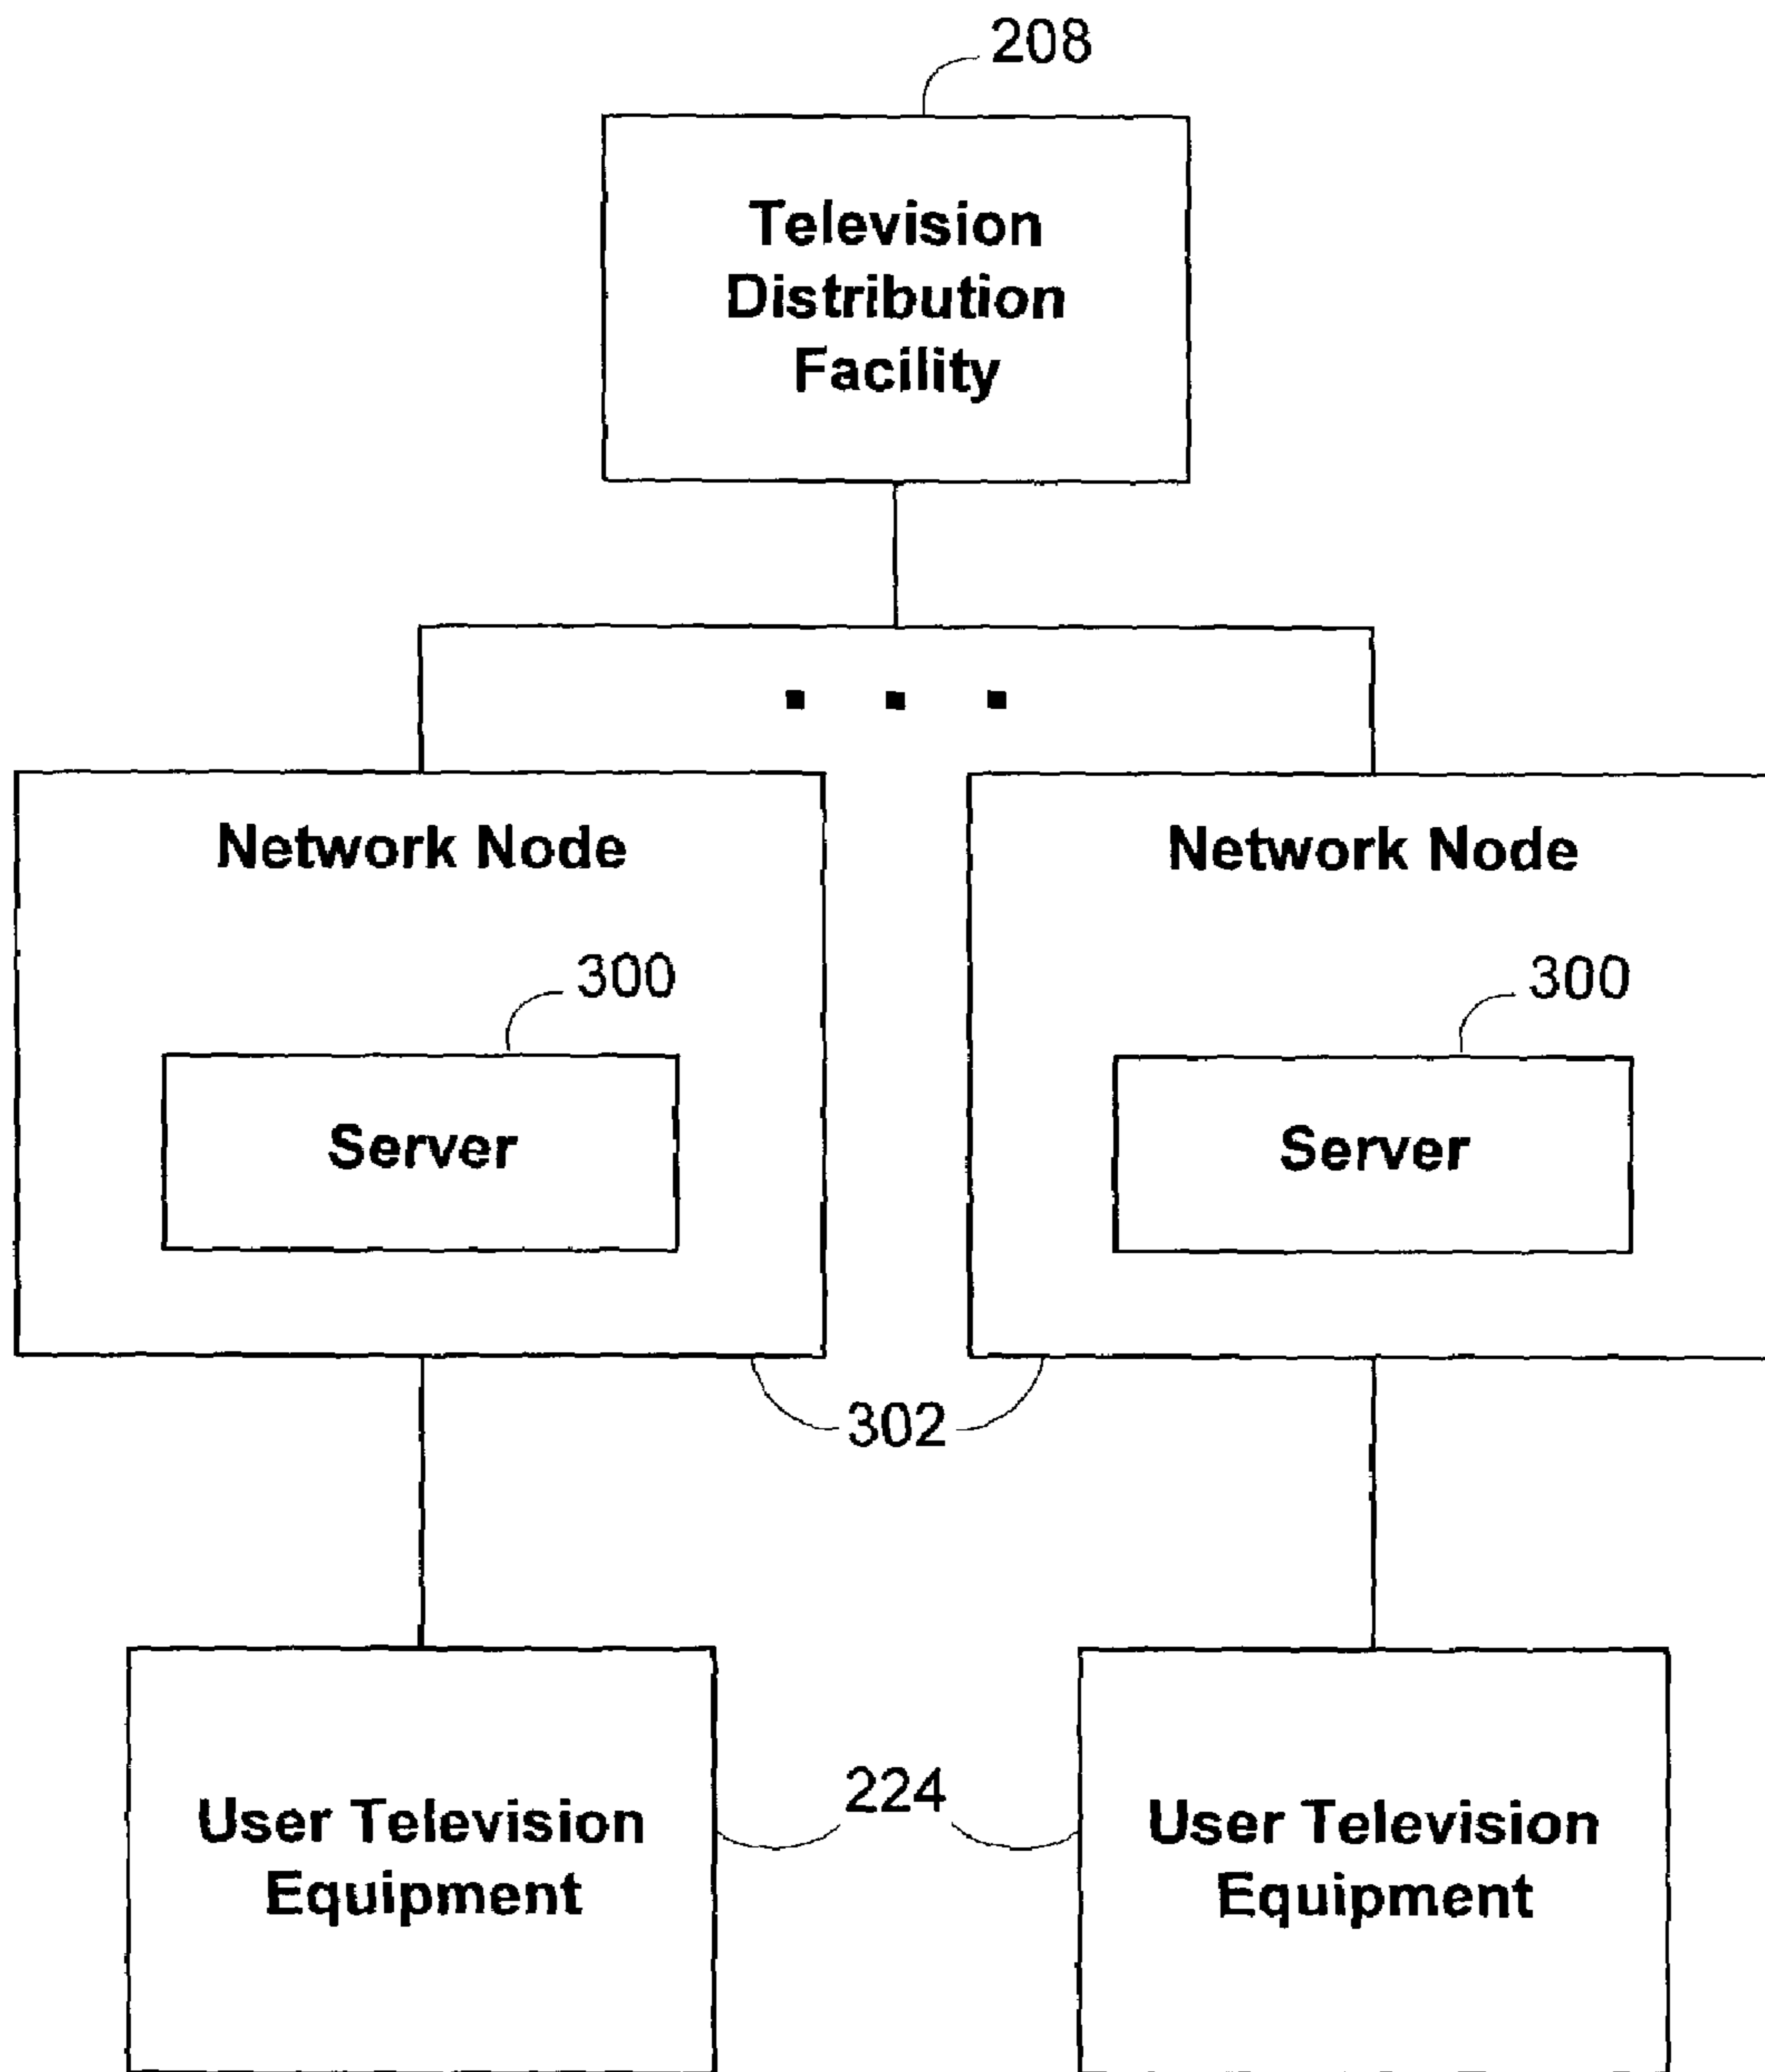 208
Television
Distribution
Facility
Network Node
Network Node
300
300
Server
Server
302
224
User Television
Equipment
User Television
Equipment